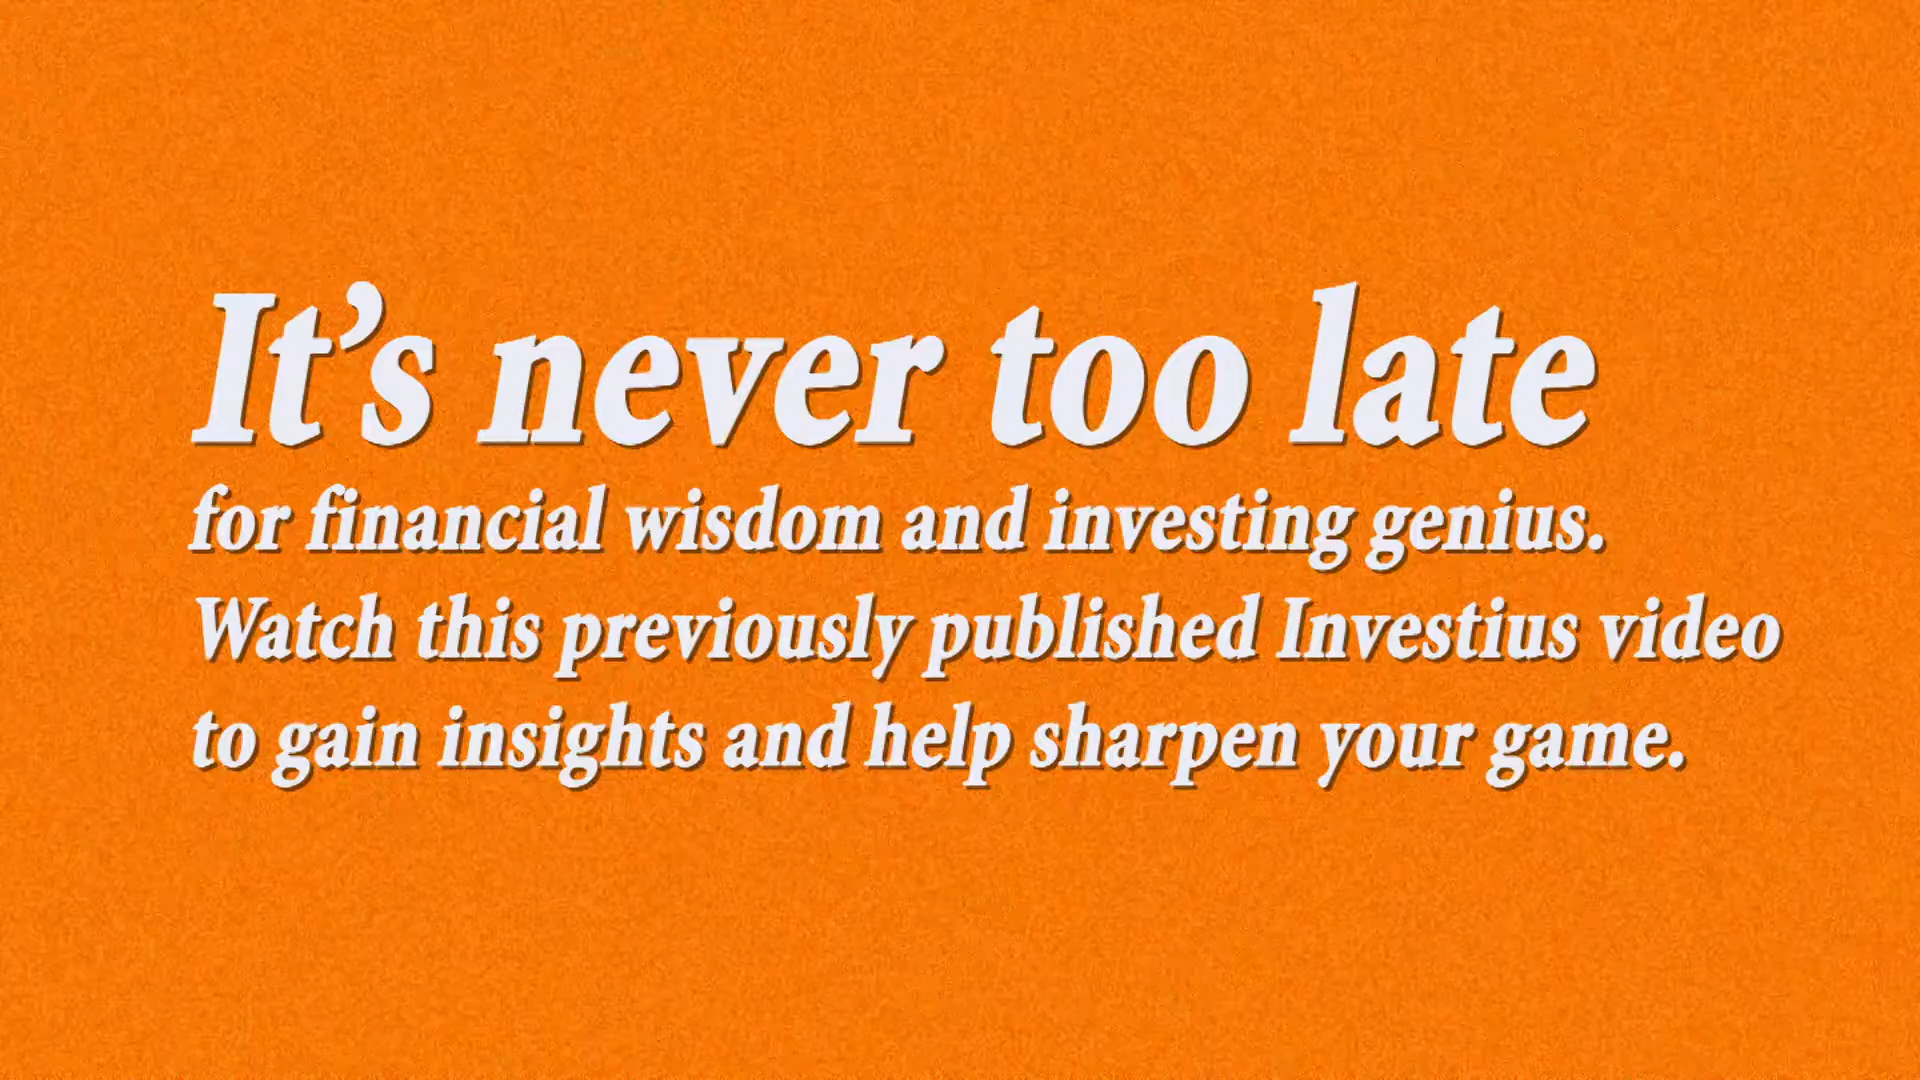 It’s never too late
for financial wisdom and investing genius.
Watch this previously published Investius video
to gain insights and help sharpen your game.